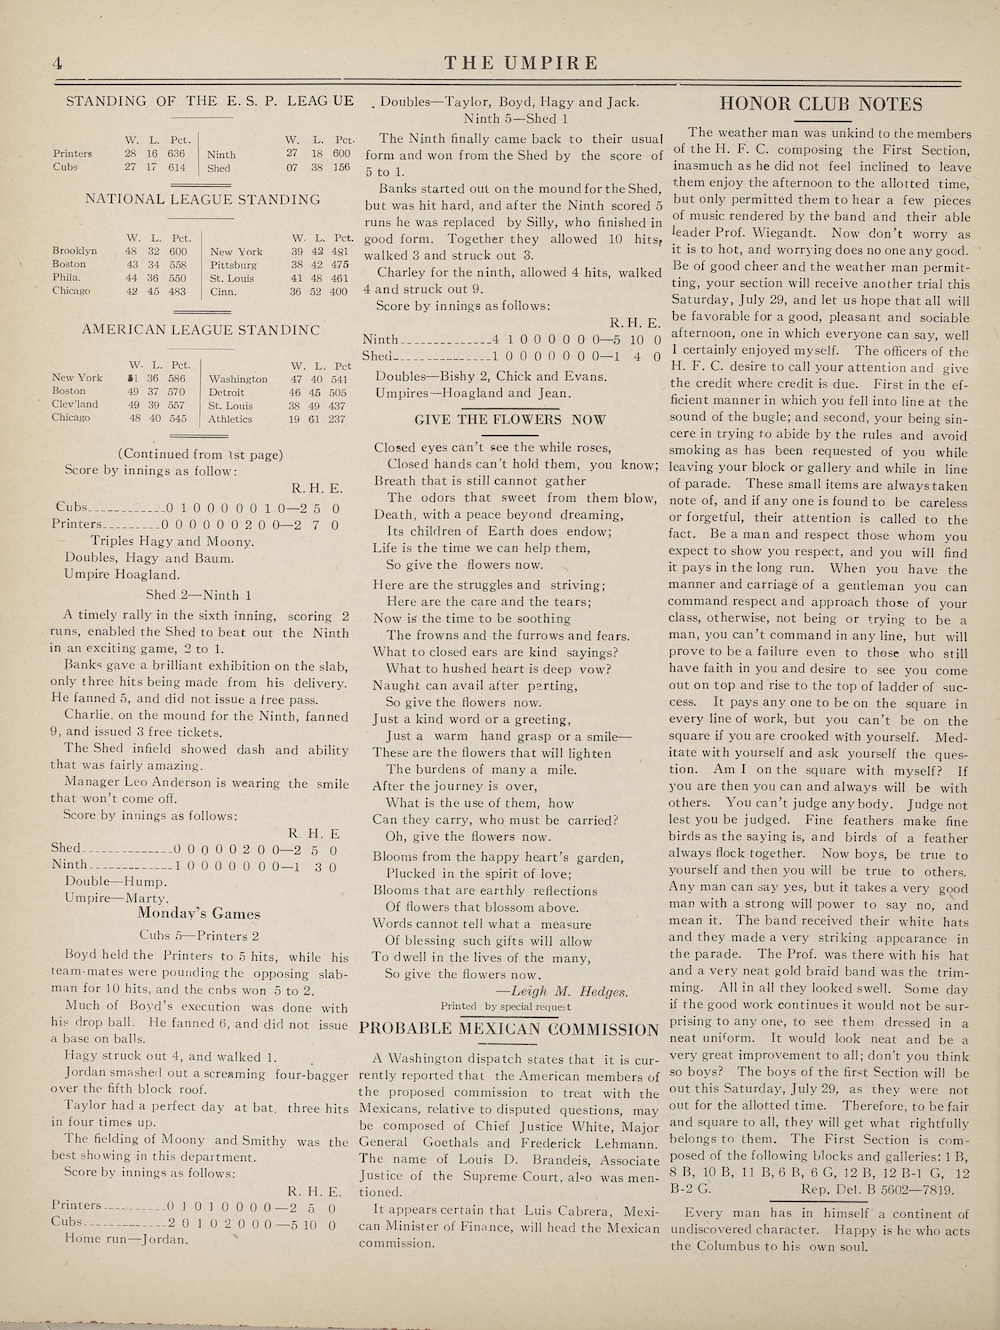 4
THE UMPIRE
STANDING OF THE E. S. P. LEAGUE
W. L. Pct. W. L. Pct.
Printers 28 16 636 Ninth 27 18 600
Cubs 27 17 614 Shed 07 38 156
NATIONAL LEAGUE STANDING
W. L. Pct. W. L. Pct.
Brooklyn 48 32 600 New York 39 42 481
Boston 43 34 558 Pittsburg 38 42 475
Phila. 44 36 550 St. Louis 41 48 461
Chicago 42 45 483 Cinn. 36 52 400
AMERICAN LEAGUE STANDINC
W. L. Pct. W. L. Pct
New York 51 36 586 Washington 47 40 541
Boston 49 37 570 Detroit 46 45 505
Clev'land 49 39 557 St. Louis 38 49 437
Chicago 48 40 545 Athletics 19 61 237
(Continued from 1st page)
Score by innings as follow:
R. H. E.
Cubs............0 1 0 0 0 0 0 1 0—2 5 0
Printers.........0 0 0 0 0 0 2 0 0—2 7 0
Triples Hagy and Moony.
Doubles, Hagy and Baum.
Umpire Hoagland.
Shed 2—Ninth 1
A timely rally in the sixth inning, scoring 2
runs, enabled the Shed to beat out the Ninth
in an exciting game, 2 to 1.
Banks gave a brilliant exhibition on the slab,
only three hits being made from his delivery.
He fanned 5, and did not issue a free pass.
Charlie, on the mound for the Ninth, fanned
9, and issued 3 free tickets.
The Shed infield showed dash and ability
that was fairly amazing.
Manager Leo Anderson is wearing the smile
that won't come off.
Score by innings as follows:
R. H. E
Shed..............0 0 0 0 0 2 0 0—2 5 0
Ninth.............1 0 0 0 0 0 0 0—1 3 0
Double—Hump.
Umpire—Marty.
Monday's Games
Cubs 5—Printers 2
Boyd held the Printers to 5 hits, while his
team-mates were pounding the opposing slab-
man for 10 hits, and the cnbs won 5 to 2.
Much of Boyd's execution was done with
his drop ball. He fanned 6, and did not issue
a base on balls.
Hagy struck out 4, and walked 1.
Jordan smashed out a screaming four-bagger
over the fifth block roof.
Taylor had a perfect day at bat, three hits
in four times up.
The fielding of Moony and Smithy was the
best showing in this department.
Score by innings as follows:
R. H. E.
Printers..........0 1 0 1 0 0 0 0—2 5 0
Cubs.............2 0 1 0 2 0 0 0—5 10 0
Home run—Jordan.
Doubles—Taylor, Boyd, Hagy and Jack.
Ninth 5—Shed 1
The Ninth finally came back to their usual
form and won from the Shed by the score of
5 to 1.
Banks started out on the mound for the Shed,
but was hit hard, and after the Ninth scored 5
runs he was replaced by Silly, who finished in
good form. Together they allowed 10 hits,
walked 3 and struck out 3.
Charley for the ninth, allowed 4 hits, walked
4 and struck out 9.
Score by innings as follows:
R. H. E.
Ninth..............4 1 0 0 0 0 0 0—5 10 0
Shed...............1 0 0 0 0 0 0 0—1 4 0
Doubles—Bishy 2, Chick and Evans.
Umpires—Hoagland and Jean.
GIVE THE FLOWERS NOW
Closed eyes can't see the while roses,
Closed hands can't hold them, you know;
Breath that is still cannot gather
The odors that sweet from them blow,
Death, with a peace beyond dreaming,
Its children of Earth does endow;
Life is the time we can help them,
So give the flowers now.
Here are the struggles and striving;
Here are the care and the tears;
Now is the time to be soothing
The frowns and the furrows and fears.
What to closed ears are kind sayings?
What to hushed heart is deep vow?
Naught can avail after parting,
So give the flowers now.
Just a kind word or a greeting,
Just a warm hand grasp or a smile—
These are the flowers that will lighten
The burdens of many a mile.
After the journey is over,
What is the use of them, how
Can they carry, who must be carried?
Oh, give the flowers now.
Blooms from the happy heart's garden,
Plucked in the spirit of love;
Blooms that are earthly reflections
Of flowers that blossom above.
Words cannot tell what a measure
Of blessing such gifts will allow
To dwell in the lives of the many,
So give the flowers now.
—Leigh M. Hedges.
Printed by special request
PROBABLE MEXICAN COMMISSION
A Washington dispatch states that it is cur-
rently reported that the American members of
the proposed commission to treat with the
Mexicans, relative to disputed questions, may
be composed of Chief Justice White, Major
General Goethals and Frederick Lehmann.
The name of Louis D. Brandeis, Associate
Justice of the Supreme Court, also was men-
tioned.
It appears certain that Luis Cabrera, Mexi-
can Minister of Finance, will head the Mexican
commission.
HONOR CLUB NOTES
The weather man was unkind to the members
of the H. F. C. composing the First Section,
inasmuch as he did not feel inclined to leave
them enjoy the afternoon to the allotted time,
but only permitted them to hear a few pieces
of music rendered by the band and their able
leader Prof. Wiegandt. Now don't worry as
it is to hot, and worrying does no one any good.
Be of good cheer and the weather man permit-
ting, your section will receive another trial this
Saturday, July 29, and let us hope that all will
be favorable for a good, pleasant and sociable
afternoon, one in which everyone can say, well
I certainly enjoyed myself. The officers of the
H. F. C. desire to call your attention and give
the credit where credit is due. First in the ef-
ficient manner in which you fell into line at the
sound of the bugle; and second, your being sin-
cere in trying to abide by the rules and avoid
smoking as has been requested of you while
leaving your block or gallery and while in line
of parade. These small items are always taken
note of, and if any one is found to be careless
or forgetful, their attention is called to the
fact. Be a man and respect those whom you
expect to show you respect, and you will find
it pays in the long run. When you have the
manner and carriage of a gentleman you can
command respect and approach those of your
class, otherwise, not being or trying to be a
man, you can't command in any line, but will
prove to be a failure even to those who still
have faith in you and desire to see you come
out on top and rise to the top of ladder of suc-
cess. It pays any one to be on the square in
every line of work, but you can't be on the
square if you are crooked with yourself. Med-
itate with yourself and ask yourself the ques-
tion. Am I on the square with myself? If
you are then you can and always will be with
others. You can't judge any body. Judge not
lest you be judged. Fine feathers make fine
birds as the saying is, and birds of a feather
always flock together. Now boys, be true to
yourself and then you will be true to others.
Any man can say yes, but it takes a very good
man with a strong will power to say no, and
mean it. The band received their white hats
and they made a very striking appearance in
the parade. The Prof. was there with his hat
and a very neat gold braid band was the trim-
ming. All in all they looked swell. Some day
if the good work continues it would not be sur-
prising to any one, to see them dressed in a
neat uniform. It would look neat and be a
very great improvement to all; don't you think
so boys? The boys of the first Section will be
out this Saturday, July 29, as they were not
out for the allotted time. Therefore, to be fair
and square to all, they will get what rightfully
belongs to them. The First Section is com-
posed of the following blocks and galleries: 1 B,
8 B, 10 B, 11 B, 6 B, 6 G, 12 B, 12 B-1 G, 12
B-2 G. Rep. Del. B 5602—7819.
Every man has in himself a continent of
undiscovered character. Happy is he who acts
the Columbus to his own soul.